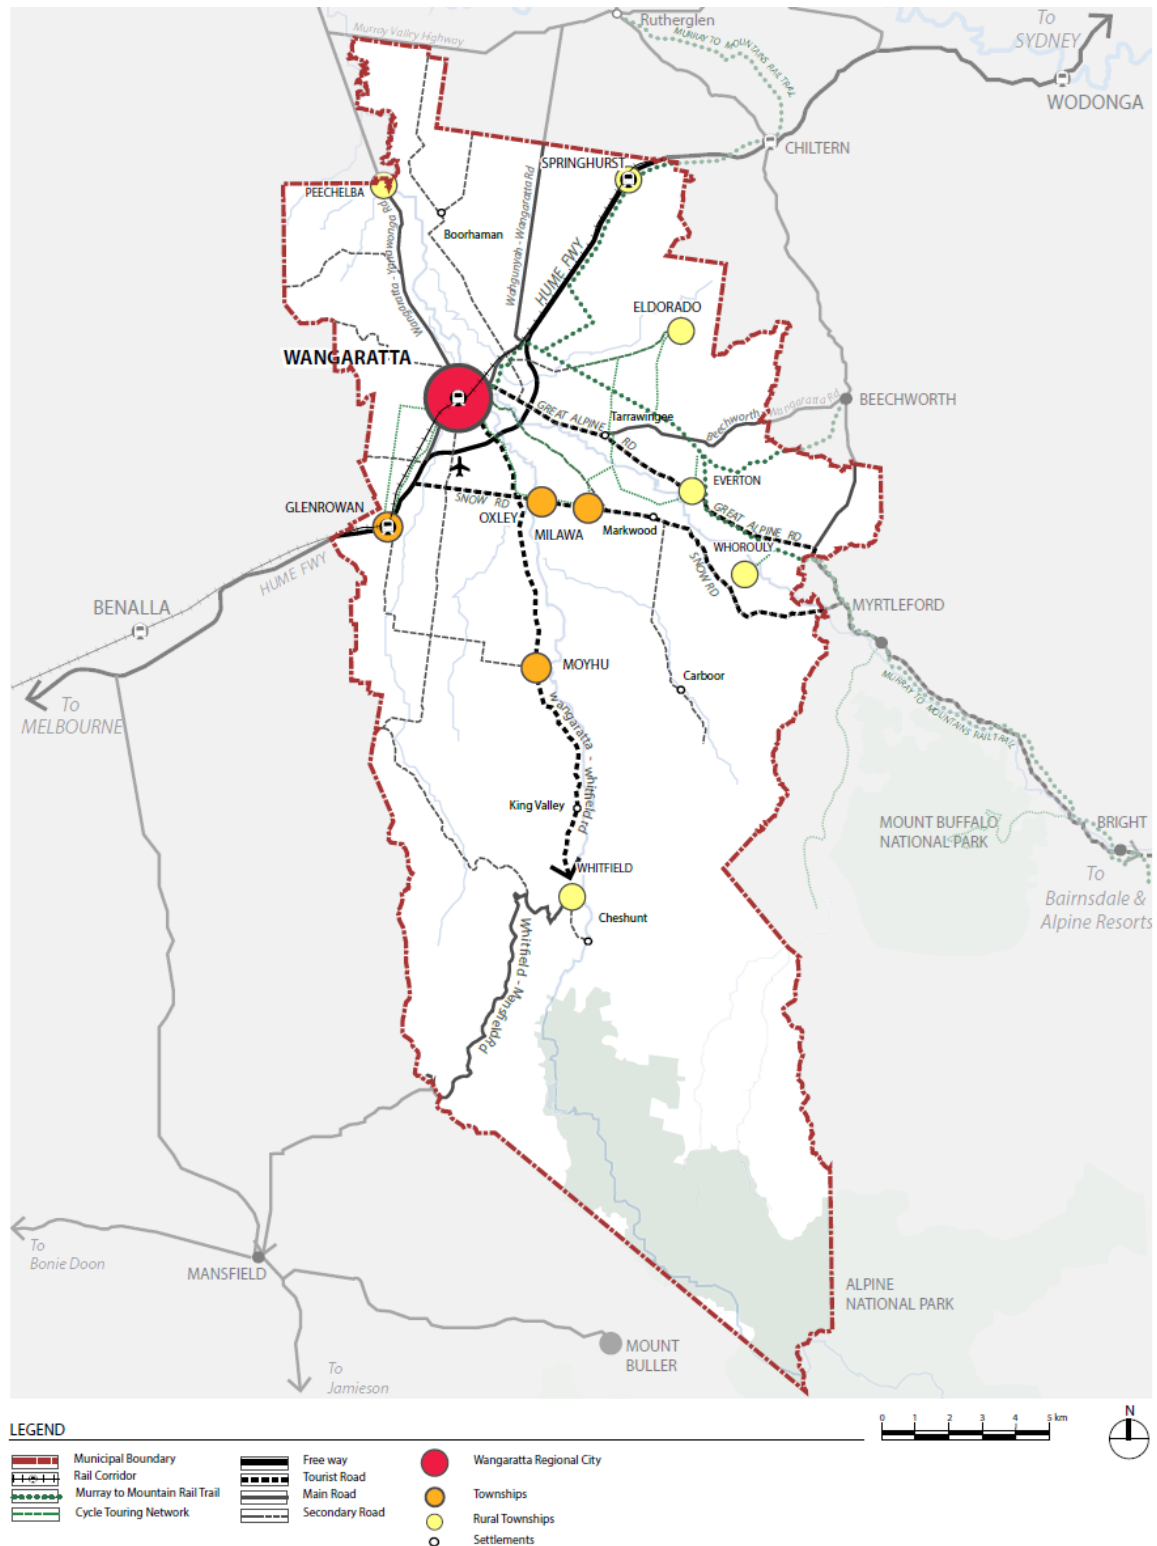 Rutherglen
To
SYDNEY
Murray Valley Highway
MURRAY TO MOUNTAINS RAIL TRAIL
WODONGA
CHILTERN
SPRINGHURST
PEECHELBA
Boorhaman
Wangaratta - Yarrawonga Rd
Wahgunyah - Wangaratta Rd
HUME FWY
ELDORADO
WANGARATTA
GREAT ALPINE
RD
Tarrawingee
Beechworth
Wangaratta Rd
BEECHWORTH
EVERTON
GLENROWAN
SNOW RD
OXLEY
MILAWA
Markwood
GREAT ALPINE RD
WHOROULY
SNOW RD
HUME FWY
BENALLA
MYRTLEFORD
MOYHU
Carboor
To
MELBOURNE
MURRAY TO MOUNTAINS RAIL TRAIL
wangaratta - whitfield rd
King Valley
MOUNT BUFFALO
NATIONAL PARK
BRIGHT
To
Bairnsdale &
Alpine Resorts
WHITFIELD
Cheshunt
Whitfield - Mansfield Rd
To
Bonie Doon
MANSFIELD
ALPINE
NATIONAL PARK
MOUNT
BULLER
To
Jamieson
LEGEND
0 1 2 3 4 5 km
N
Municipal Boundary
Rail Corridor
Murray to Mountain Rail Trail
Cycle Touring Network
Free way
Tourist Road
Main Road
Secondary Road
Wangaratta Regional City
Townships
Rural Townships
Settlements